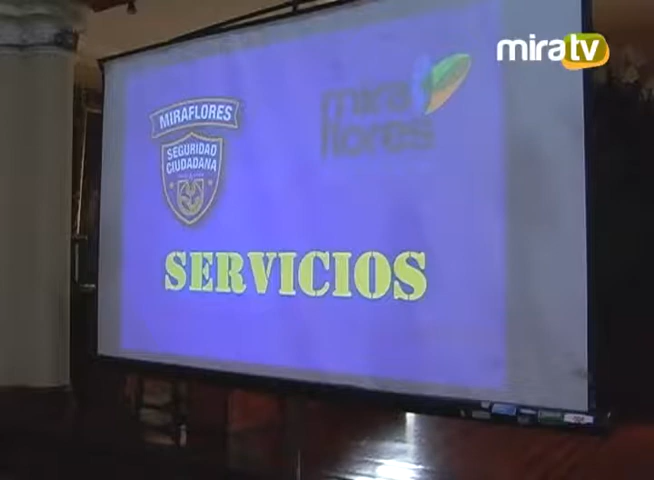 miratv
MIRAFLORES
SEGURIDAD
CIUDADANA
mira
flores
SERVICIOS